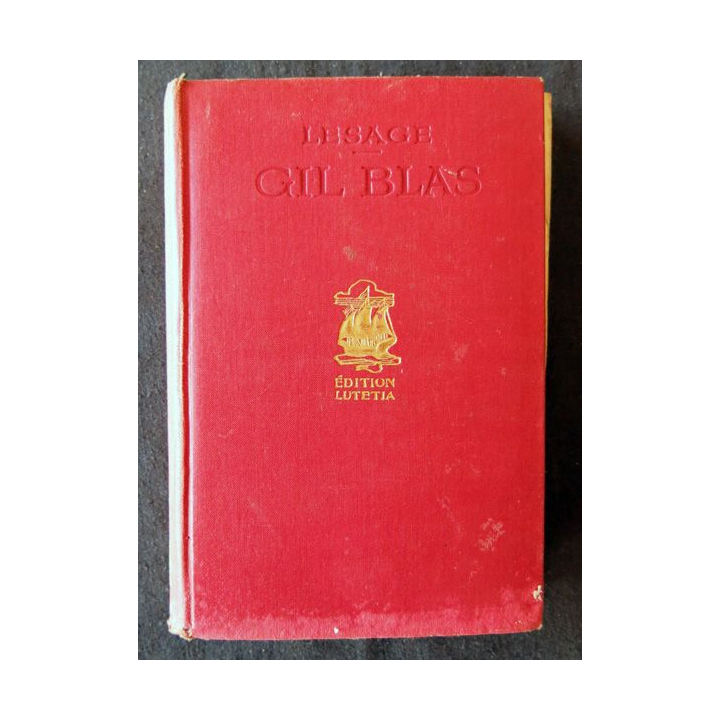 LESAGE
GIL BLAS
ÉDITION
LUTETIA